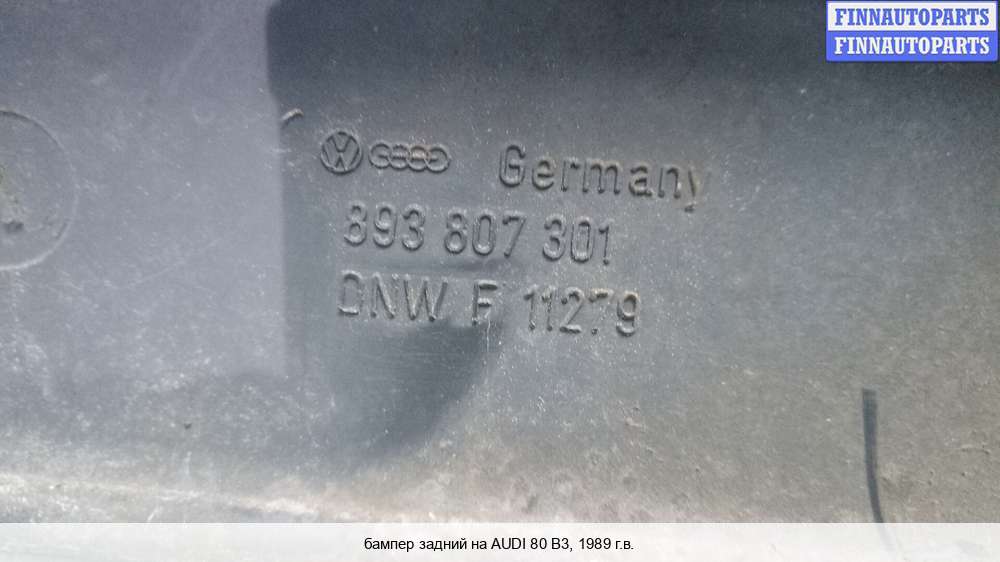 FINNAUTOPARTS
FINNAUTOPARTS
Germany
893 807 301
DNW F 11279
бампер задний на AUDI 80 B3, 1989 г.в.